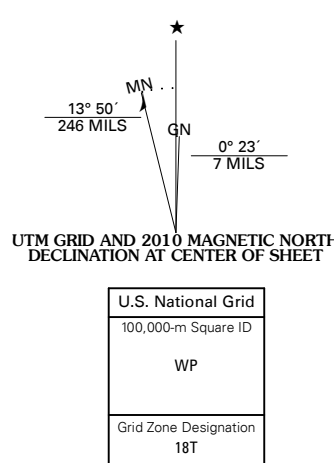 ★
MN
13° 50´
246 MILS
GN
0° 23´
7 MILS
UTM GRID AND 2010 MAGNETIC NORTH
DECLINATION AT CENTER OF SHEET
U.S. National Grid
100,000-m Square ID
WP
Grid Zone Designation
18T